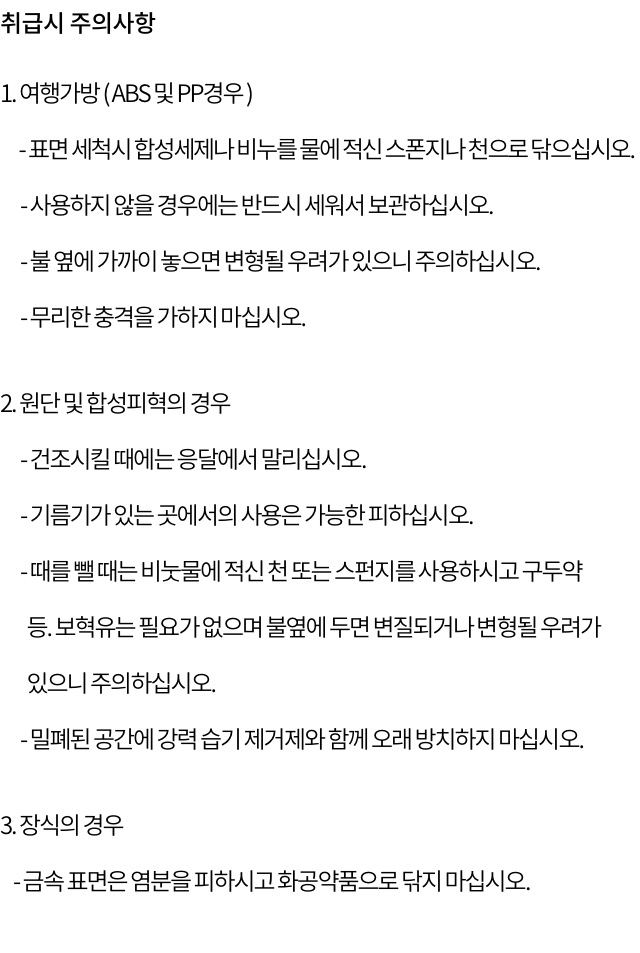 취급시 주의사항
1. 여행가방 ( ABS 및 PP경우 )
- 표면 세척시 합성세제나 비누를 물에 적신 스폰지나 천으로 닦으십시오.
- 사용하지 않을 경우에는 반드시 세워서 보관하십시오.
- 불 옆에 가까이 놓으면 변형될 우려가 있으니 주의하십시오.
- 무리한 충격을 가하지 마십시오.
2. 원단 및 합성피혁의 경우
- 건조시킬 때에는 응달에서 말리십시오.
- 기름기가 있는 곳에서의 사용은 가능한 피하십시오.
- 때를 뺄 때는 비눗물에 적신 천 또는 스펀지를 사용하시고 구두약
등. 보혁유는 필요가 없으며 불옆에 두면 변질되거나 변형될 우려가
있으니 주의하십시오.
- 밀폐된 공간에 강력 습기 제거제와 함께 오래 방치하지 마십시오.
3. 장식의 경우
- 금속 표면은 염분을 피하시고 화공약품으로 닦지 마십시오.